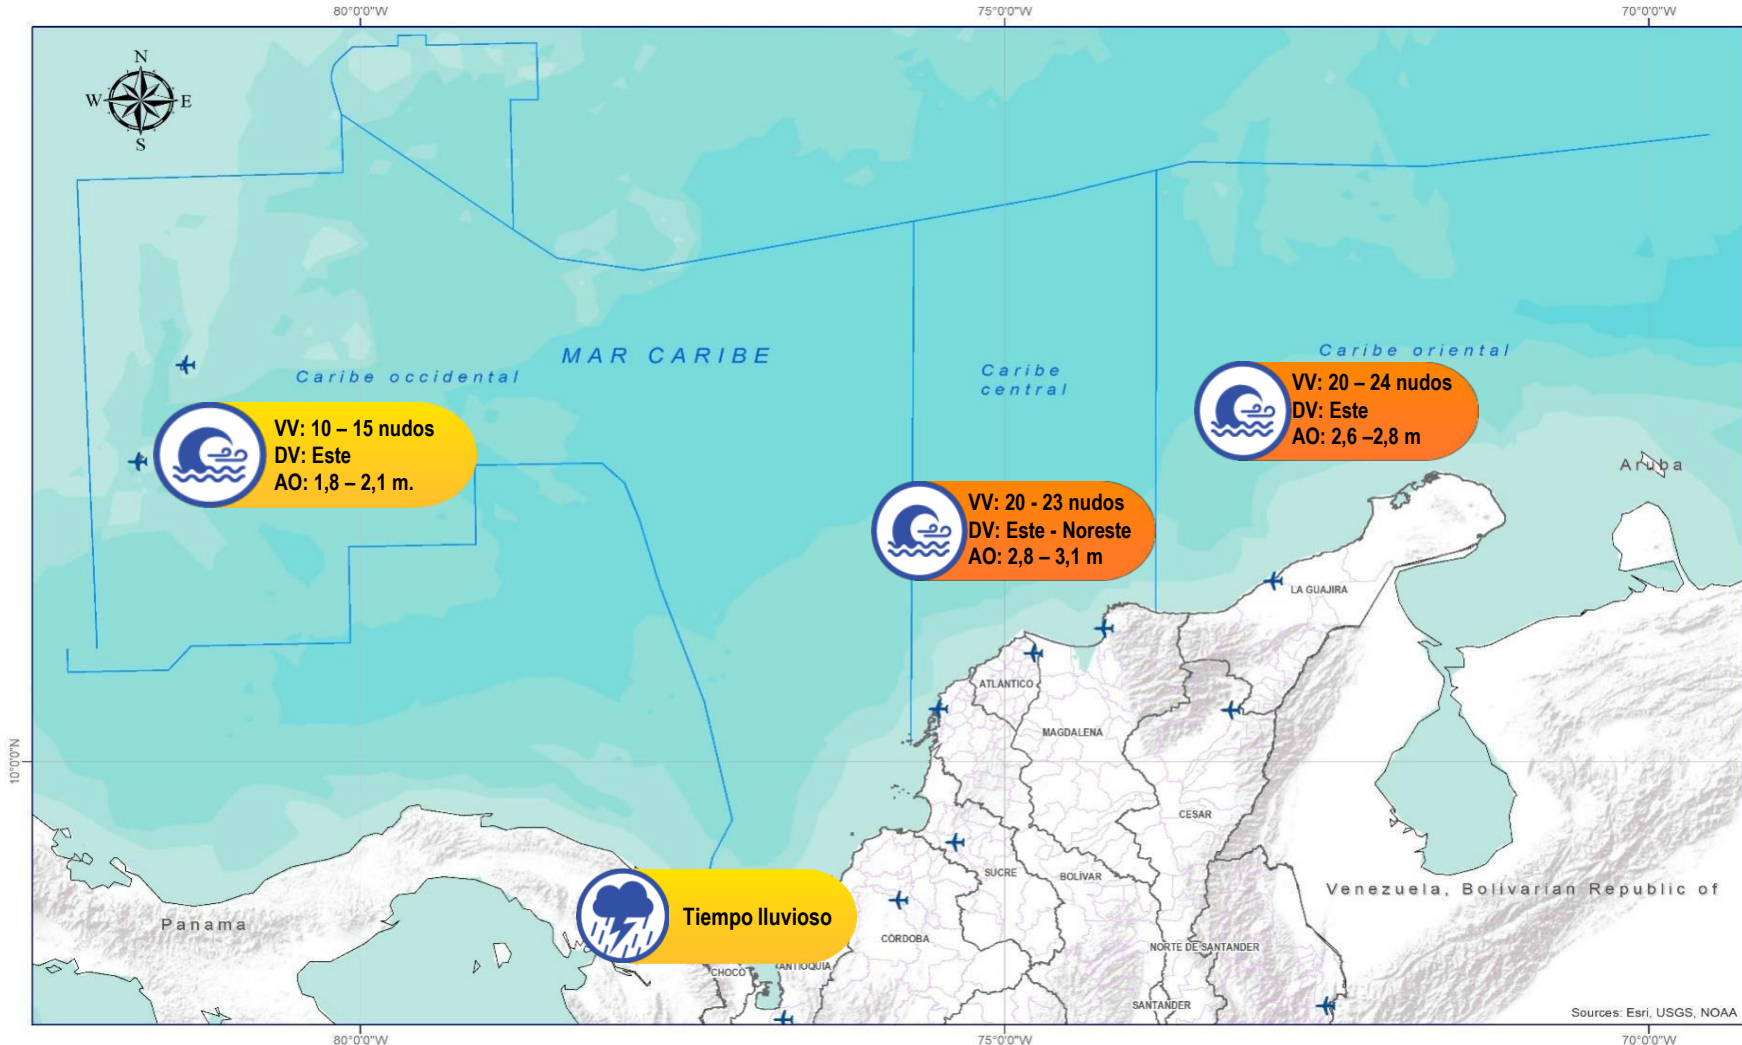 80°0'0"W
75°0'0"W
70°0'0"W
N
W
E
S
MAR CARIBE
Caribe occidental
Caribe
central
Caribe oriental
VV: 20 – 24 nudos
DV: Este
AO: 2,6 –2,8 m
VV: 10 – 15 nudos
DV: Este
AO: 1,8 – 2,1 m.
VV: 20 - 23 nudos
DV: Este - Noreste
AO: 2,8 – 3,1 m
Aruba
LA GUAJIRA
ATLÁNTICO
MAGDALENA
10°0'0"N
CESAR
SUCRE
BOLÍVAR
Venezuela, Bolivarian Republic of
Tiempo lluvioso
Panama
CÓRDOBA
NORTE DE SANTANDER
CHOCÓ
ANTIOQUIA
SANTANDER
Sources: Esri, USGS, NOAA
80°0'0"W
75°0'0"W
70°0'0"W